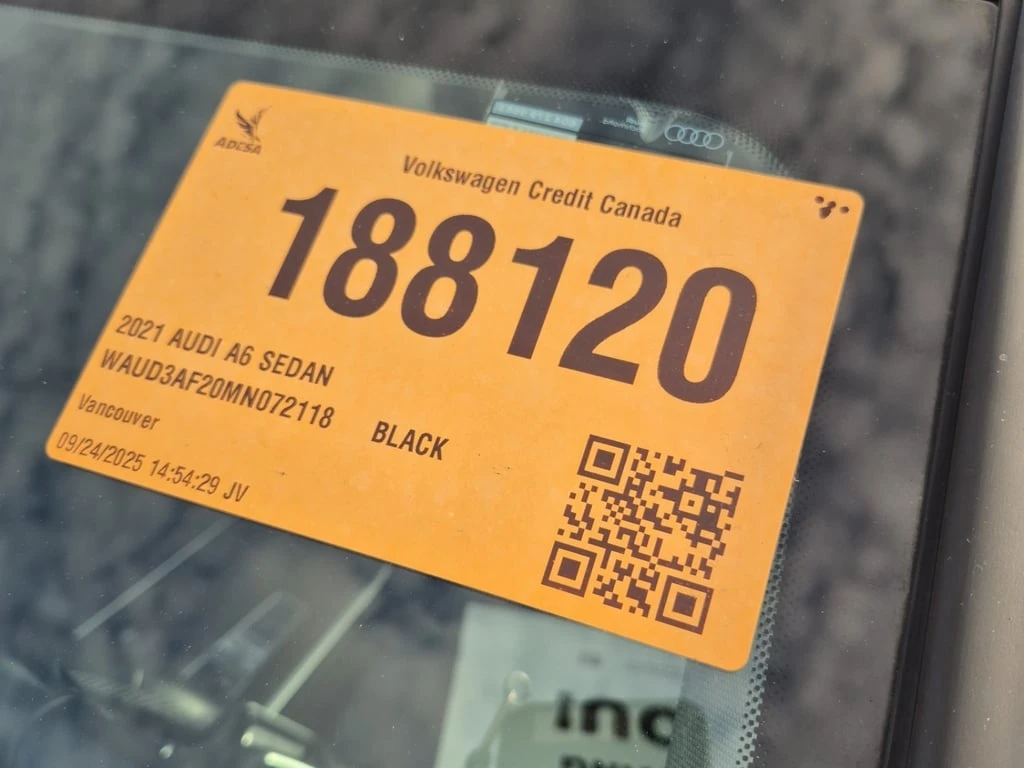 ADESA
Volkswagen Credit Canada
188120
2021 AUDI A6 SEDAN
WAUD3AF20MN072118 BLACK
Vancouver
09/24/2025 14:54:29 JV